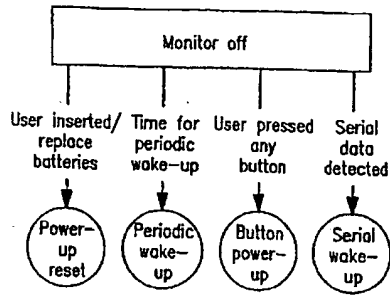 Monitor off
User inserted/
replace
batteries
Time for
periodic
wake-up
User pressed
any
button
Serial
data
detected
Power-
up
reset
Periodic
wake-
up
Button
power-
up
Serial
wake-
up